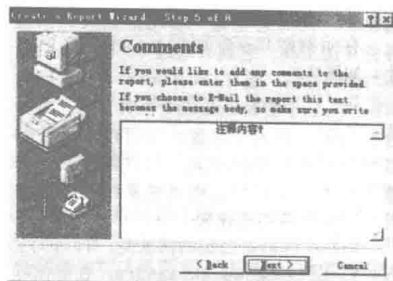 Create a Report Wizard Step 5 of 8
Comments
If you would like to add any comments to the
report, please enter them in the space provided
If you choose to E-Mail the report this text
becomes the message body, so make sure you write
注释内容↑
< Back
Next >
Cancel